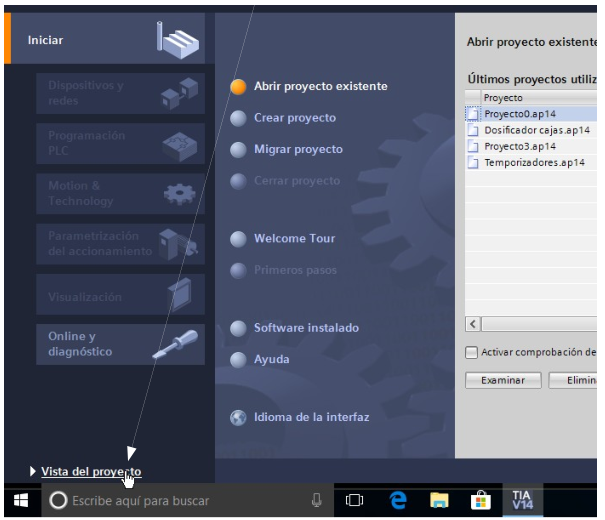 Iniciar
Dispositivos y
redes
Programación
PLC
Motion &
Technology
Parametrización
del accionamiento
Visualización
Online y
diagnóstico
Vista del proyecto
Abrir proyecto existente
Crear proyecto
Migrar proyecto
Cerrar proyecto
Welcome Tour
Primeros pasos
Software instalado
Ayuda
Idioma de la interfaz
Abrir proyecto existente
Últimos proyectos utiliz
Proyecto
Proyecto0.ap14
Dosificador cajas.ap14
Proyecto3.ap14
Temporizadores.ap14
Activar comprobación de
Examinar
Elimin
Escribe aquí para buscar
TIA
V14